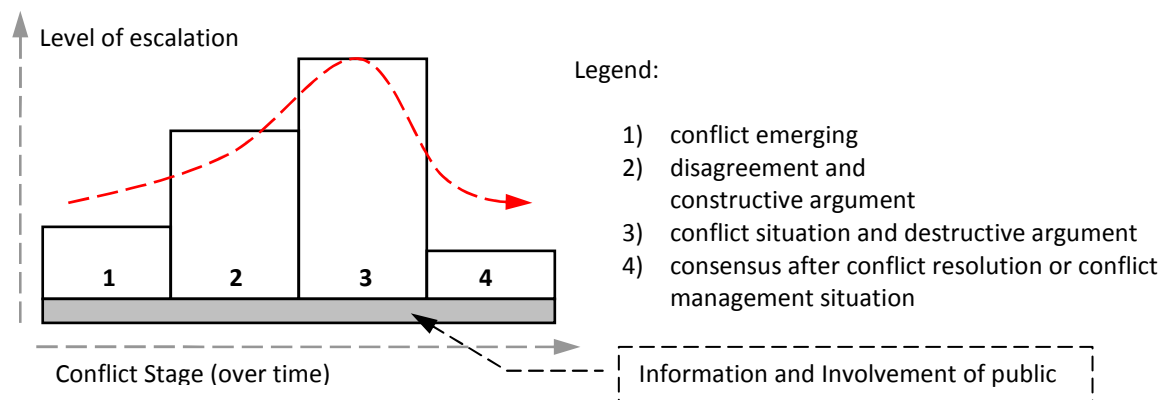 Level of escalation
1
2
3
4
Conflict Stage (over time)
Legend:
1) conflict emerging
2) disagreement and
constructive argument
3) conflict situation and destructive argument
4) consensus after conflict resolution or conflict
management situation
Information and Involvement of public